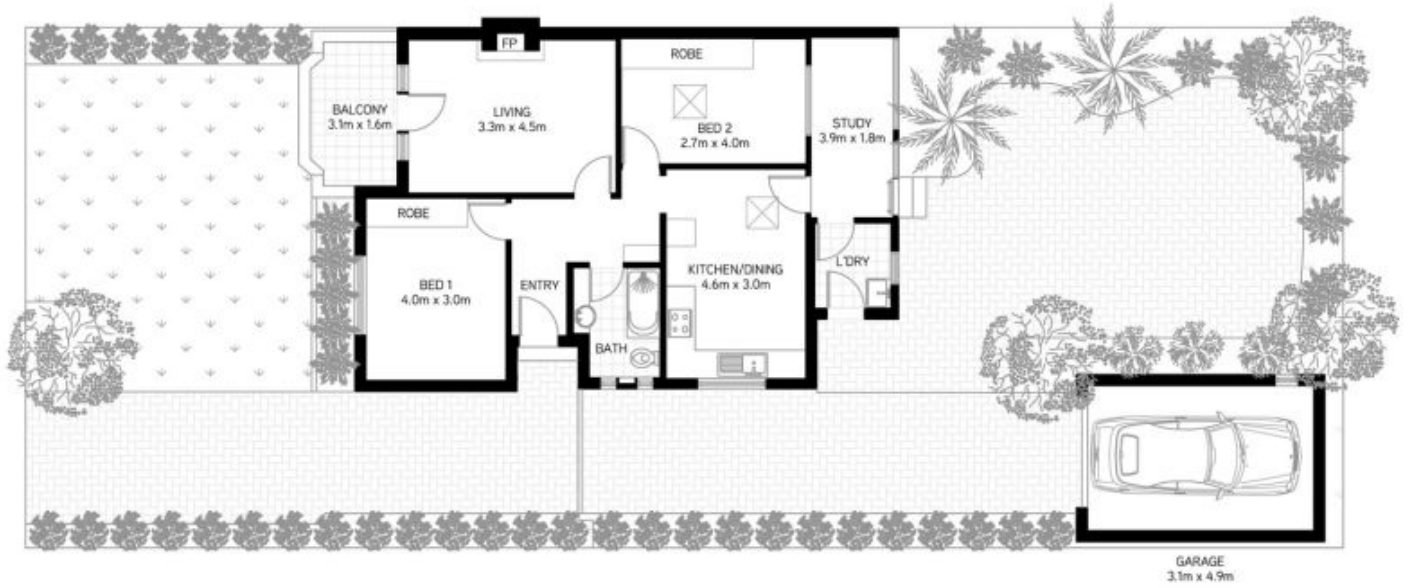 FP
ROBE
BALCONY
3.1m x 1.6m
LIVING
3.3m x 4.5m
BED 2
2.7m x 4.0m
STUDY
3.9m x 1.8m
ROBE
BED 1
4.0m x 3.0m
ENTRY
KITCHEN/DINING
4.6m x 3.0m
L'DRY
BATH
GARAGE
3.1m x 4.9m